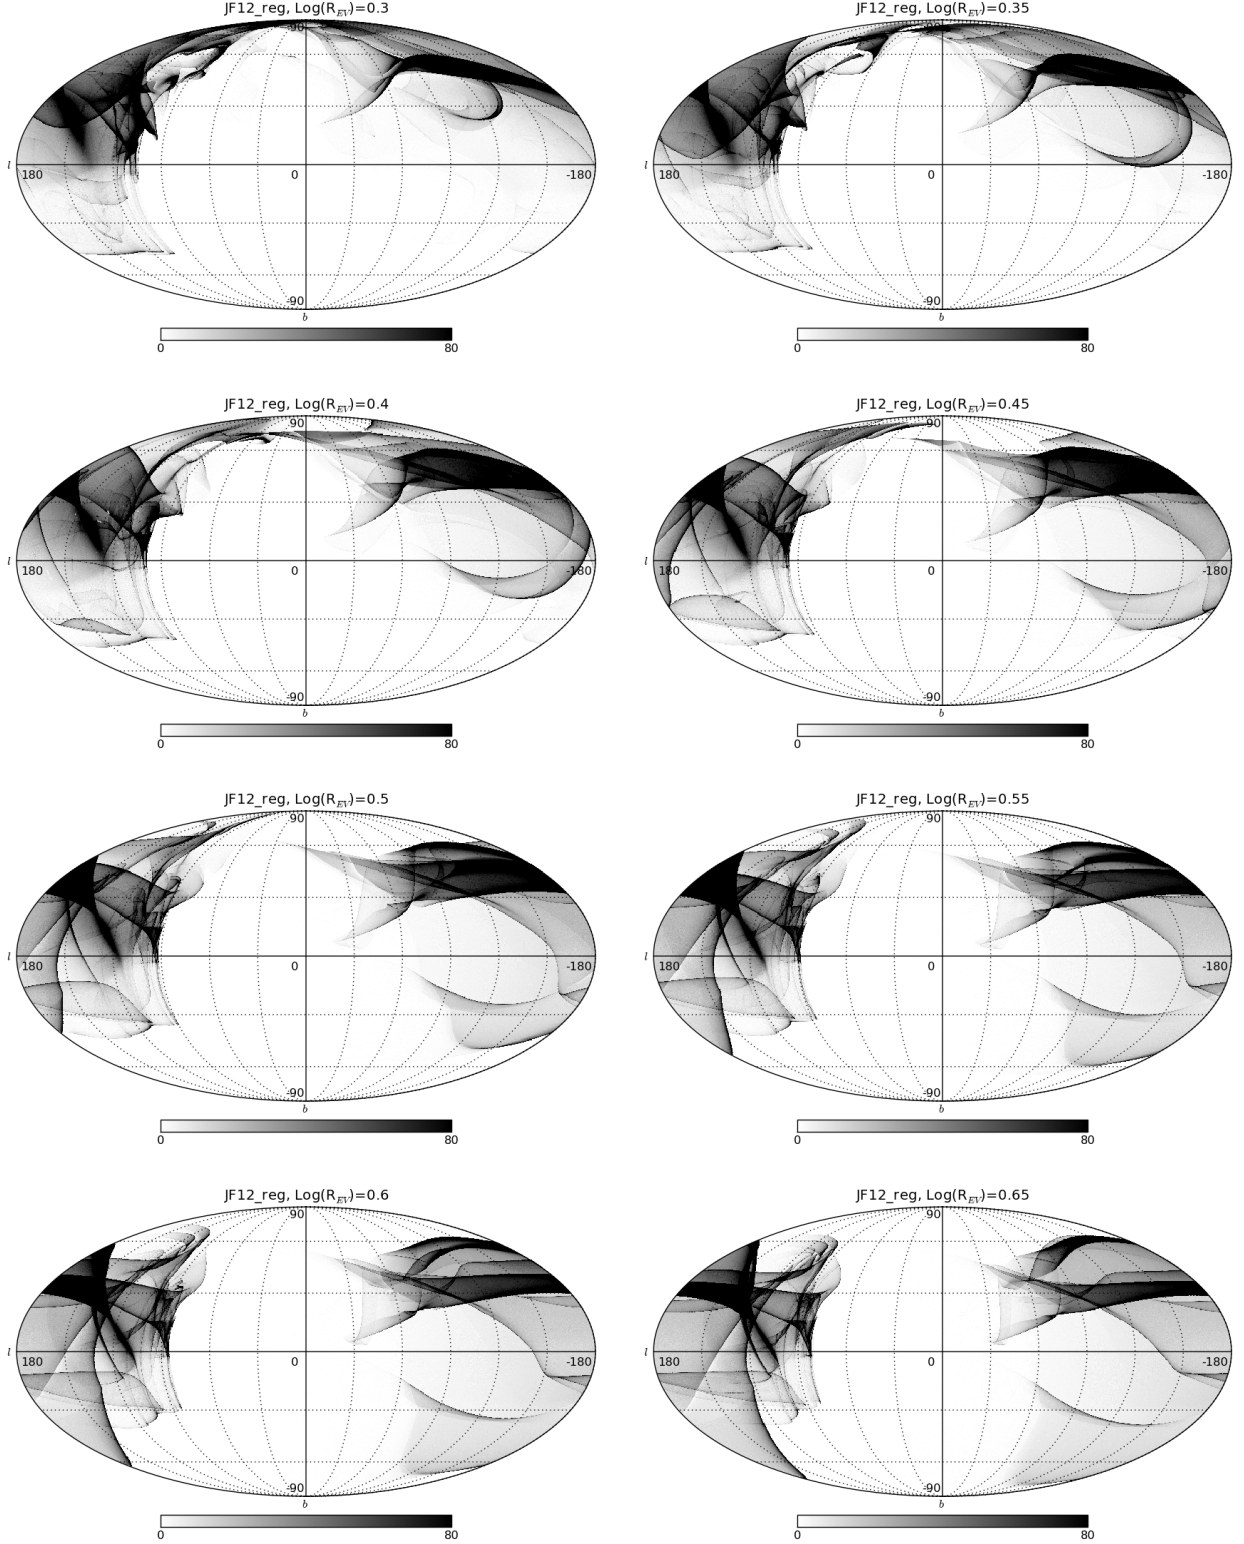 JF12_reg, Log(R_EV)=0.3
90
l
180
0
-180
-90
b
0
80
JF12_reg, Log(R_EV)=0.35
90
l
180
0
-180
-90
b
0
80
JF12_reg, Log(R_EV)=0.4
90
l
180
0
-180
-90
b
0
80
JF12_reg, Log(R_EV)=0.45
90
l
180
0
-180
-90
b
0
80
JF12_reg, Log(R_EV)=0.5
90
l
180
0
-180
-90
b
0
80
JF12_reg, Log(R_EV)=0.55
90
l
180
0
-180
-90
b
0
80
JF12_reg, Log(R_EV)=0.6
90
l
180
0
-180
-90
b
0
80
JF12_reg, Log(R_EV)=0.65
90
l
180
0
-180
-90
b
0
80